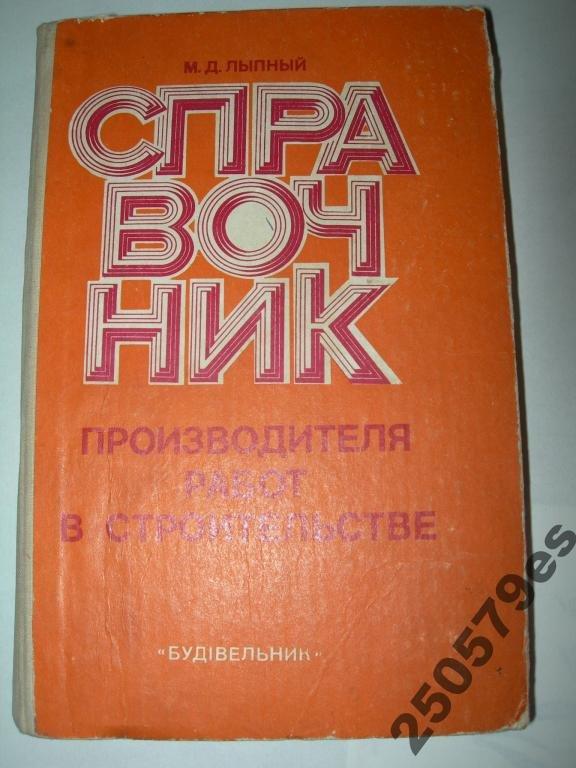 М. Д. ЛЫПНЫЙ
СПРА
ВОЧ
НИК
ПРОИЗВОДИТЕЛЯ
РАБОТ
В СТРОИТЕЛЬСТВЕ
"БУДІВЕЛЬНИК"
250579es